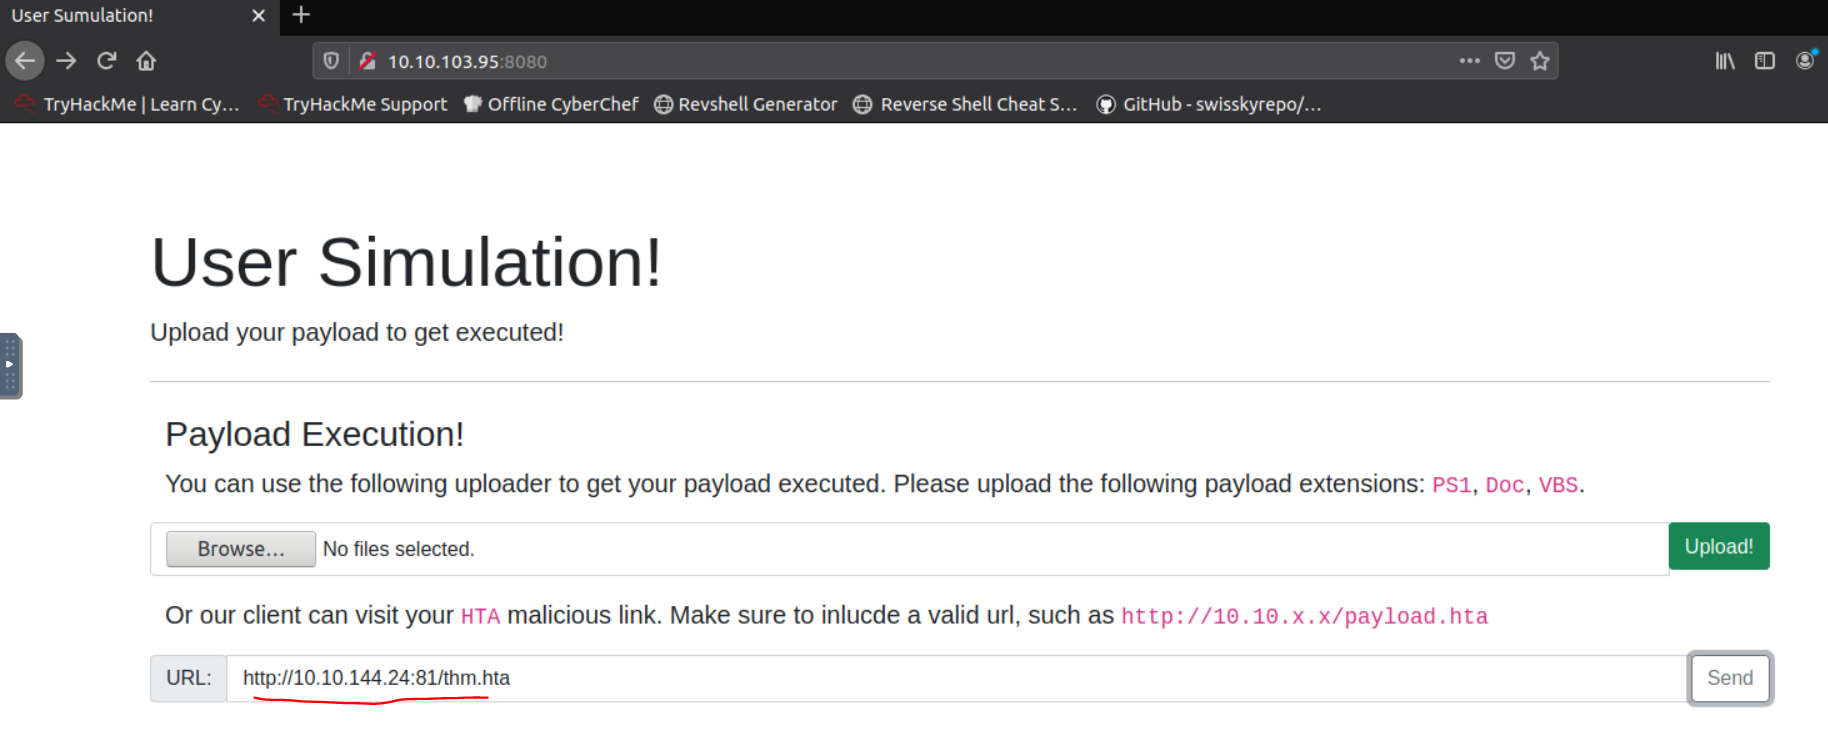 User Sumulation!
10.10.103.95:8080
TryHackMe | Learn Cy… TryHackMe Support Offline CyberChef Revshell Generator Reverse Shell Cheat S… GitHub - swisskyrepo/…
User Simulation!
Upload your payload to get executed!
Payload Execution!
You can use the following uploader to get your payload executed. Please upload the following payload extensions: PS1, Doc, VBS.
Browse… No files selected. Upload!
Or our client can visit your HTA malicious link. Make sure to inlucde a valid url, such as http://10.10.x.x/payload.hta
URL: http://10.10.144.24:81/thm.hta Send